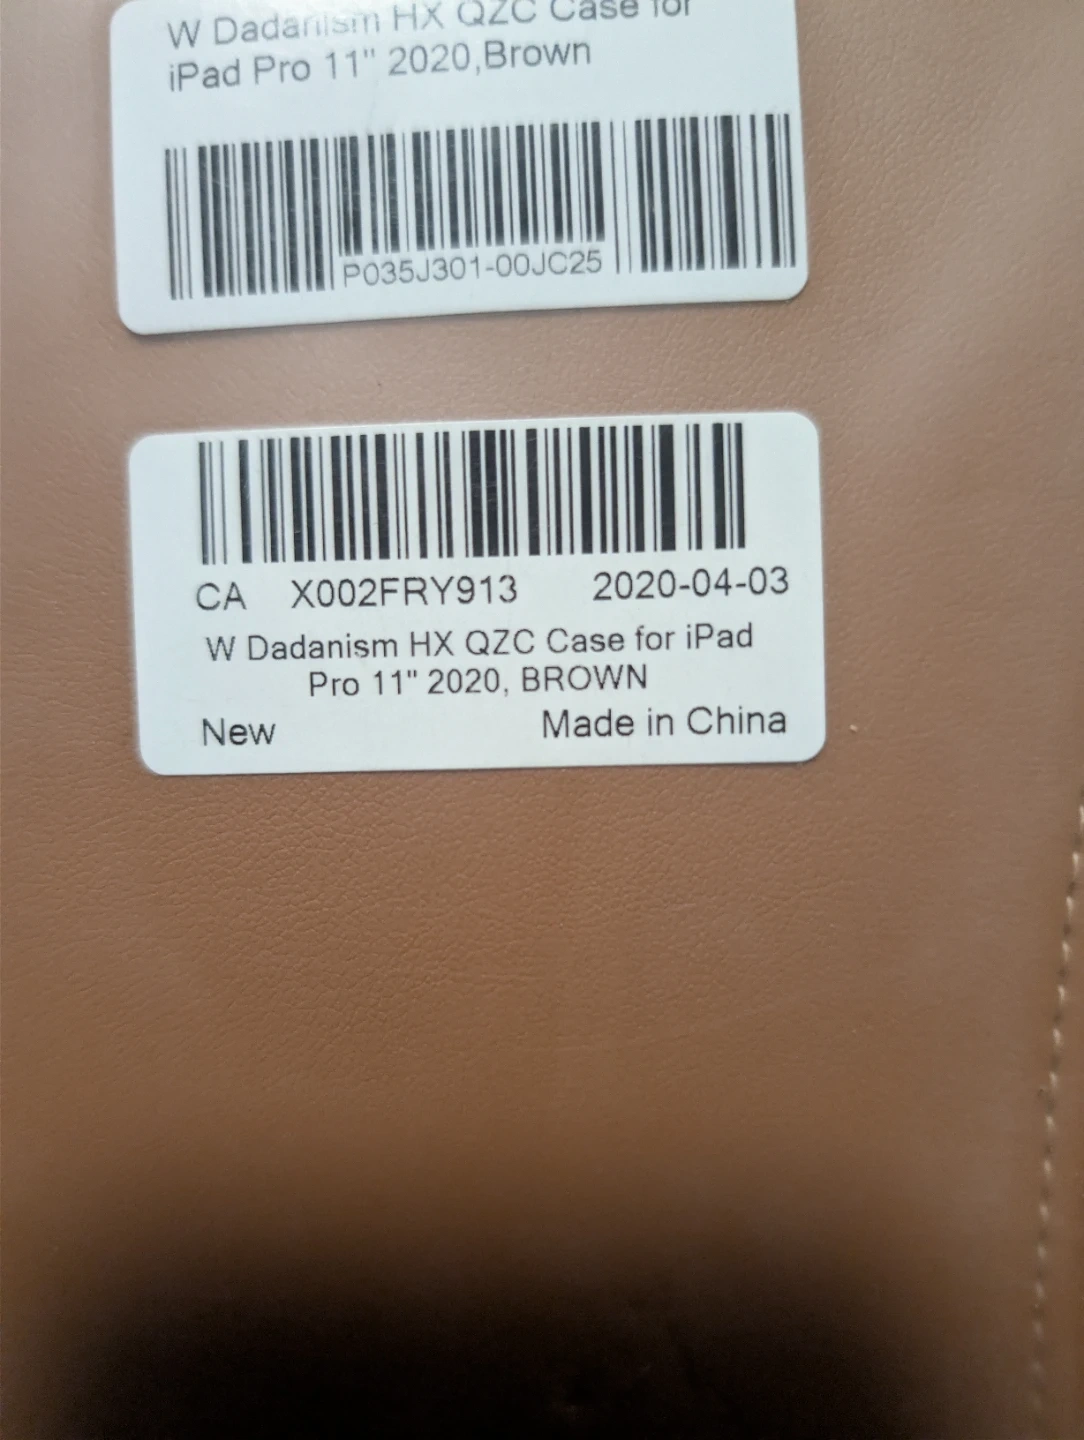 W Dadanism HX QZC Case for
iPad Pro 11" 2020,Brown
P035J301-00JC25
CA X002FRY913 2020-04-03
W Dadanism HX QZC Case for iPad
Pro 11" 2020, BROWN
New Made in China